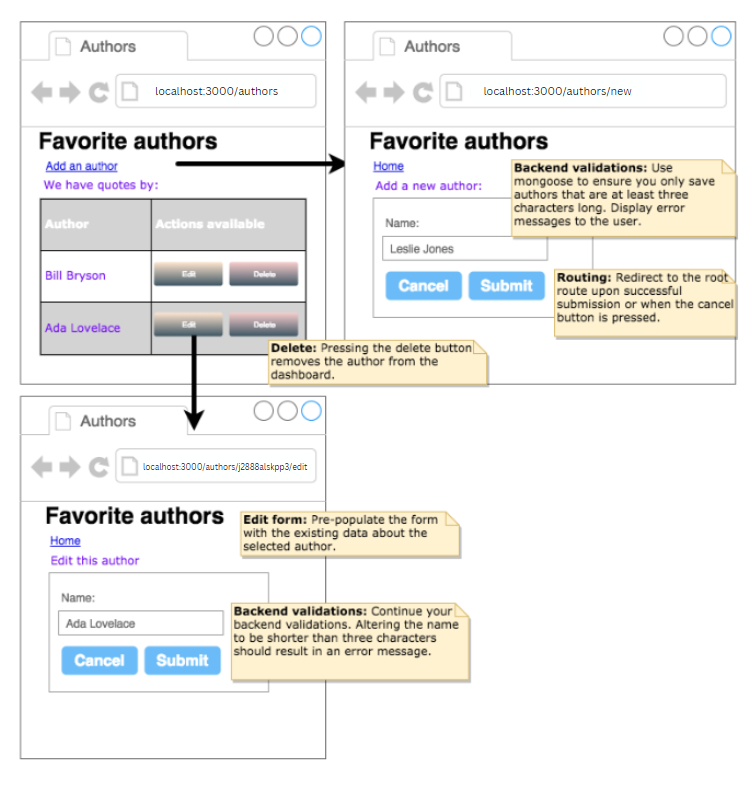 Authors
localhost:3000/authors
Favorite authors
Add an author
We have quotes by:
Author
Actions available
Bill Bryson
Edit
Delete
Ada Lovelace
Edit
Delete
Delete: Pressing the delete button
removes the author from the
dashboard.
Authors
localhost:3000/authors/new
Favorite authors
Home
Add a new author:
Name:
Leslie Jones
Cancel
Submit
Backend validations: Use
mongoose to ensure you only save
authors that are at least three
characters long. Display error
messages to the user.
Routing: Redirect to the root
route upon successful
submission or when the cancel
button is pressed.
Authors
localhost:3000/authors/j2888alskpp3/edit
Favorite authors
Home
Edit this author
Name:
Ada Lovelace
Cancel
Submit
Edit form: Pre-populate the form
with the existing data about the
selected author.
Backend validations: Continue your
backend validations. Altering the name
to be shorter than three characters
should result in an error message.